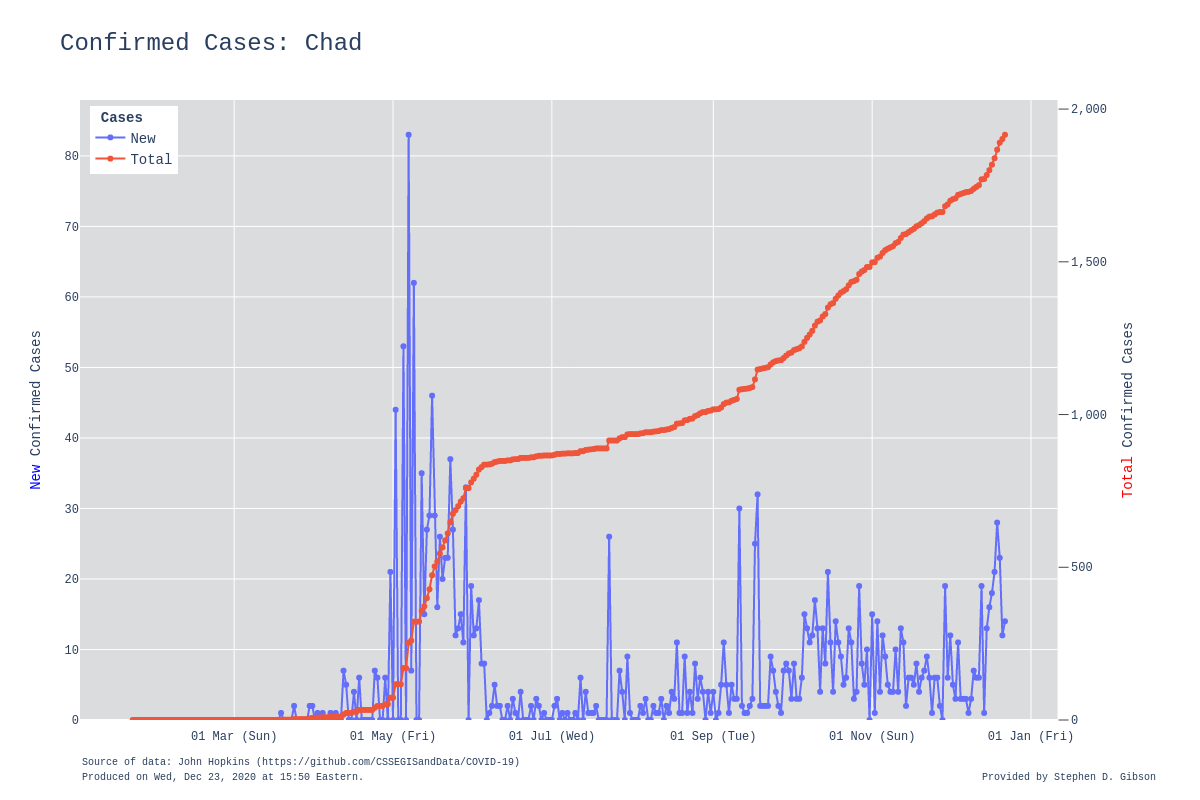 Confirmed Cases: Chad
Cases
New
Total
80
70
60
50
40
30
20
10
0
2,000
1,500
1,000
500
0
New Confirmed Cases
Total Confirmed Cases
01 Mar (Sun)
01 May (Fri)
01 Jul (Wed)
01 Sep (Tue)
01 Nov (Sun)
01 Jan (Fri)
Source of data: John Hopkins (https://github.com/CSSEGISandData/COVID-19)
Produced on Wed, Dec 23, 2020 at 15:50 Eastern.
Provided by Stephen D. Gibson